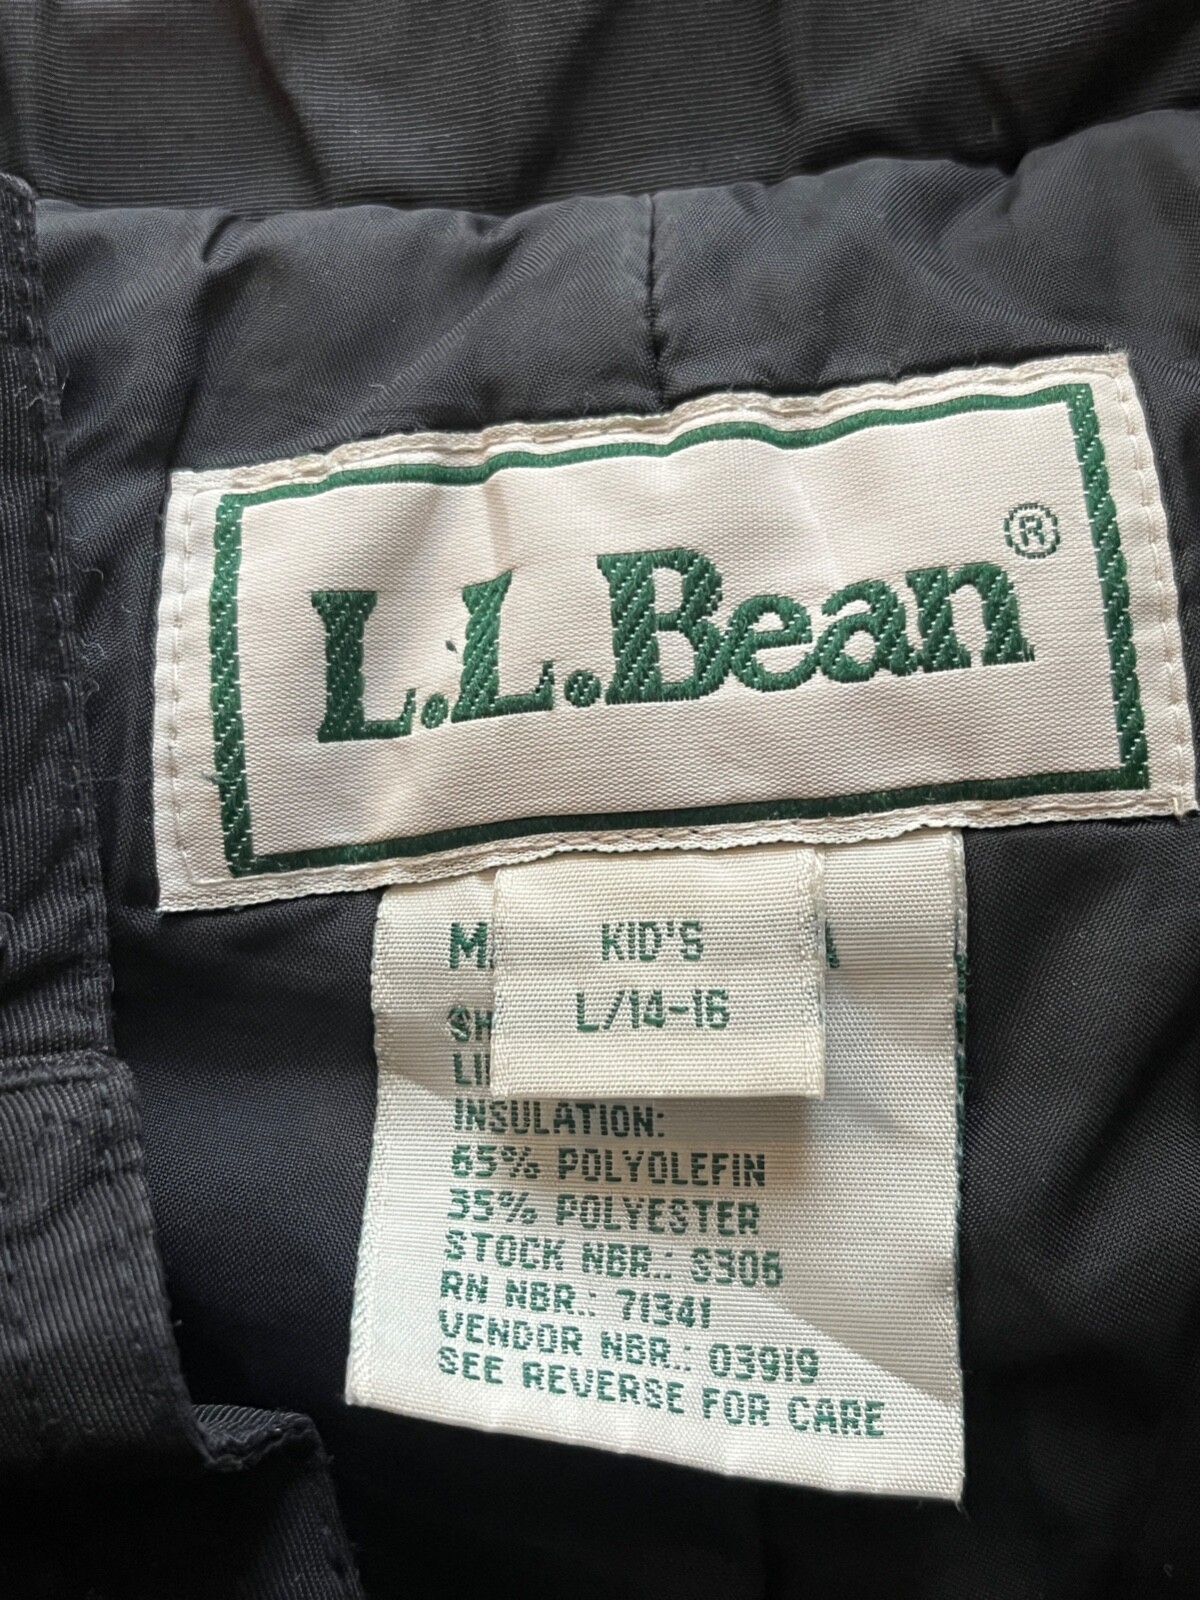 L.L.Bean®
KID'S
L/14-16
INSULATION:
65% POLYOLEFIN
35% POLYESTER
STOCK NBR.: S306
RN NBR.: 71341
VENDOR NBR.: 03919
SEE REVERSE FOR CARE